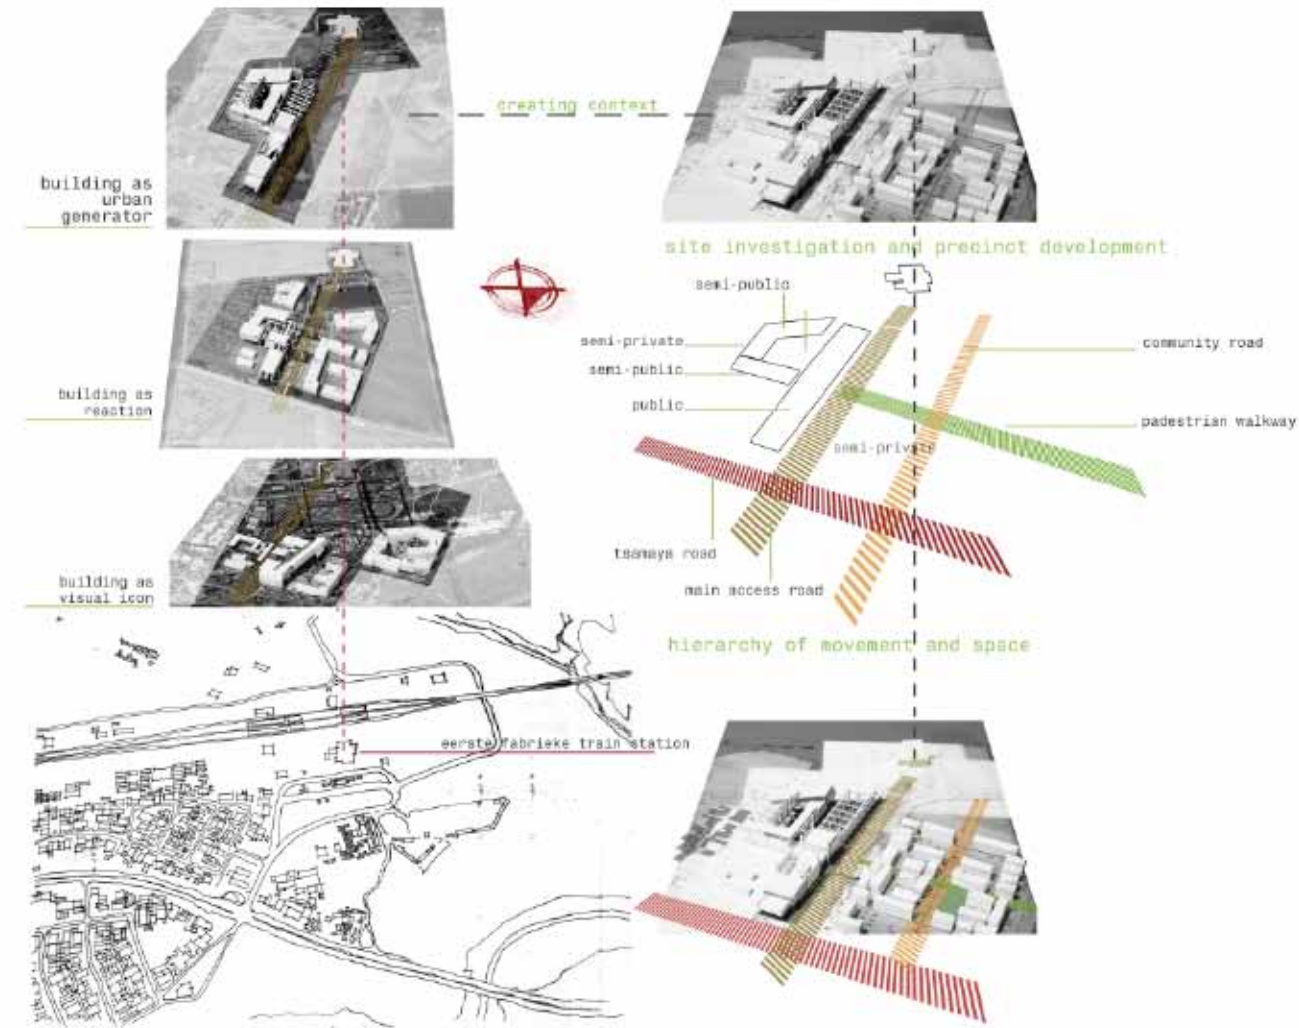 creating context
building as
urban
generator
site investigation and precinct development
semi-public
semi-private
semi-public
public
semi-private
community road
padestrian walkway
building as
reaction
tsamaya road
main access road
building as
visual icon
hierarchy of movement and space
eerste fabrieke train station